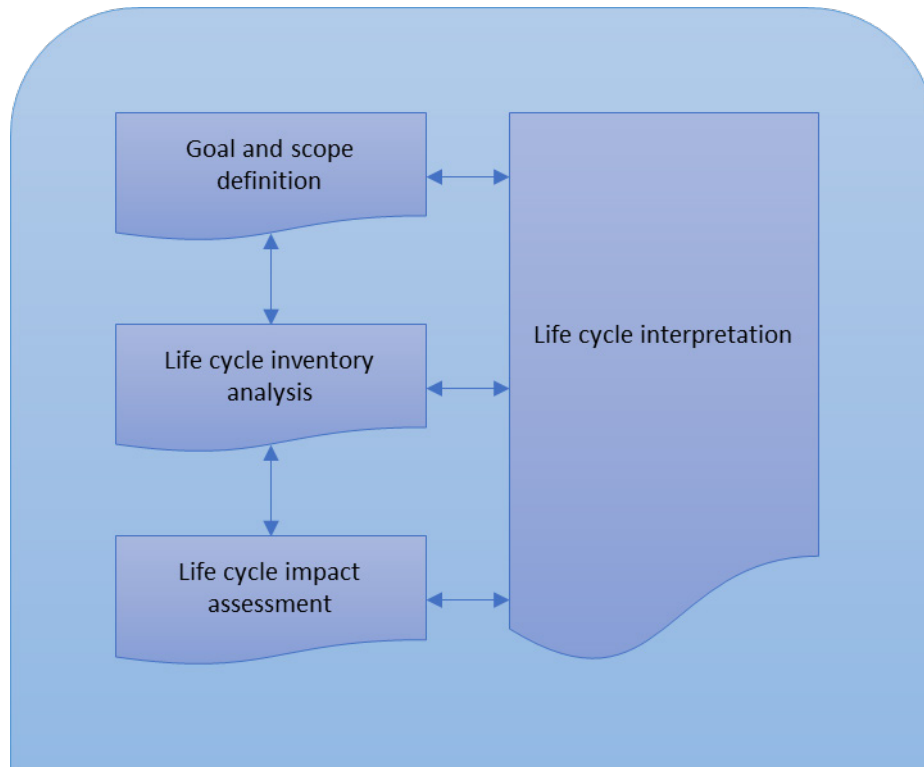 Goal and scope
definition
Life cycle inventory
analysis
Life cycle impact
assessment
Life cycle interpretation